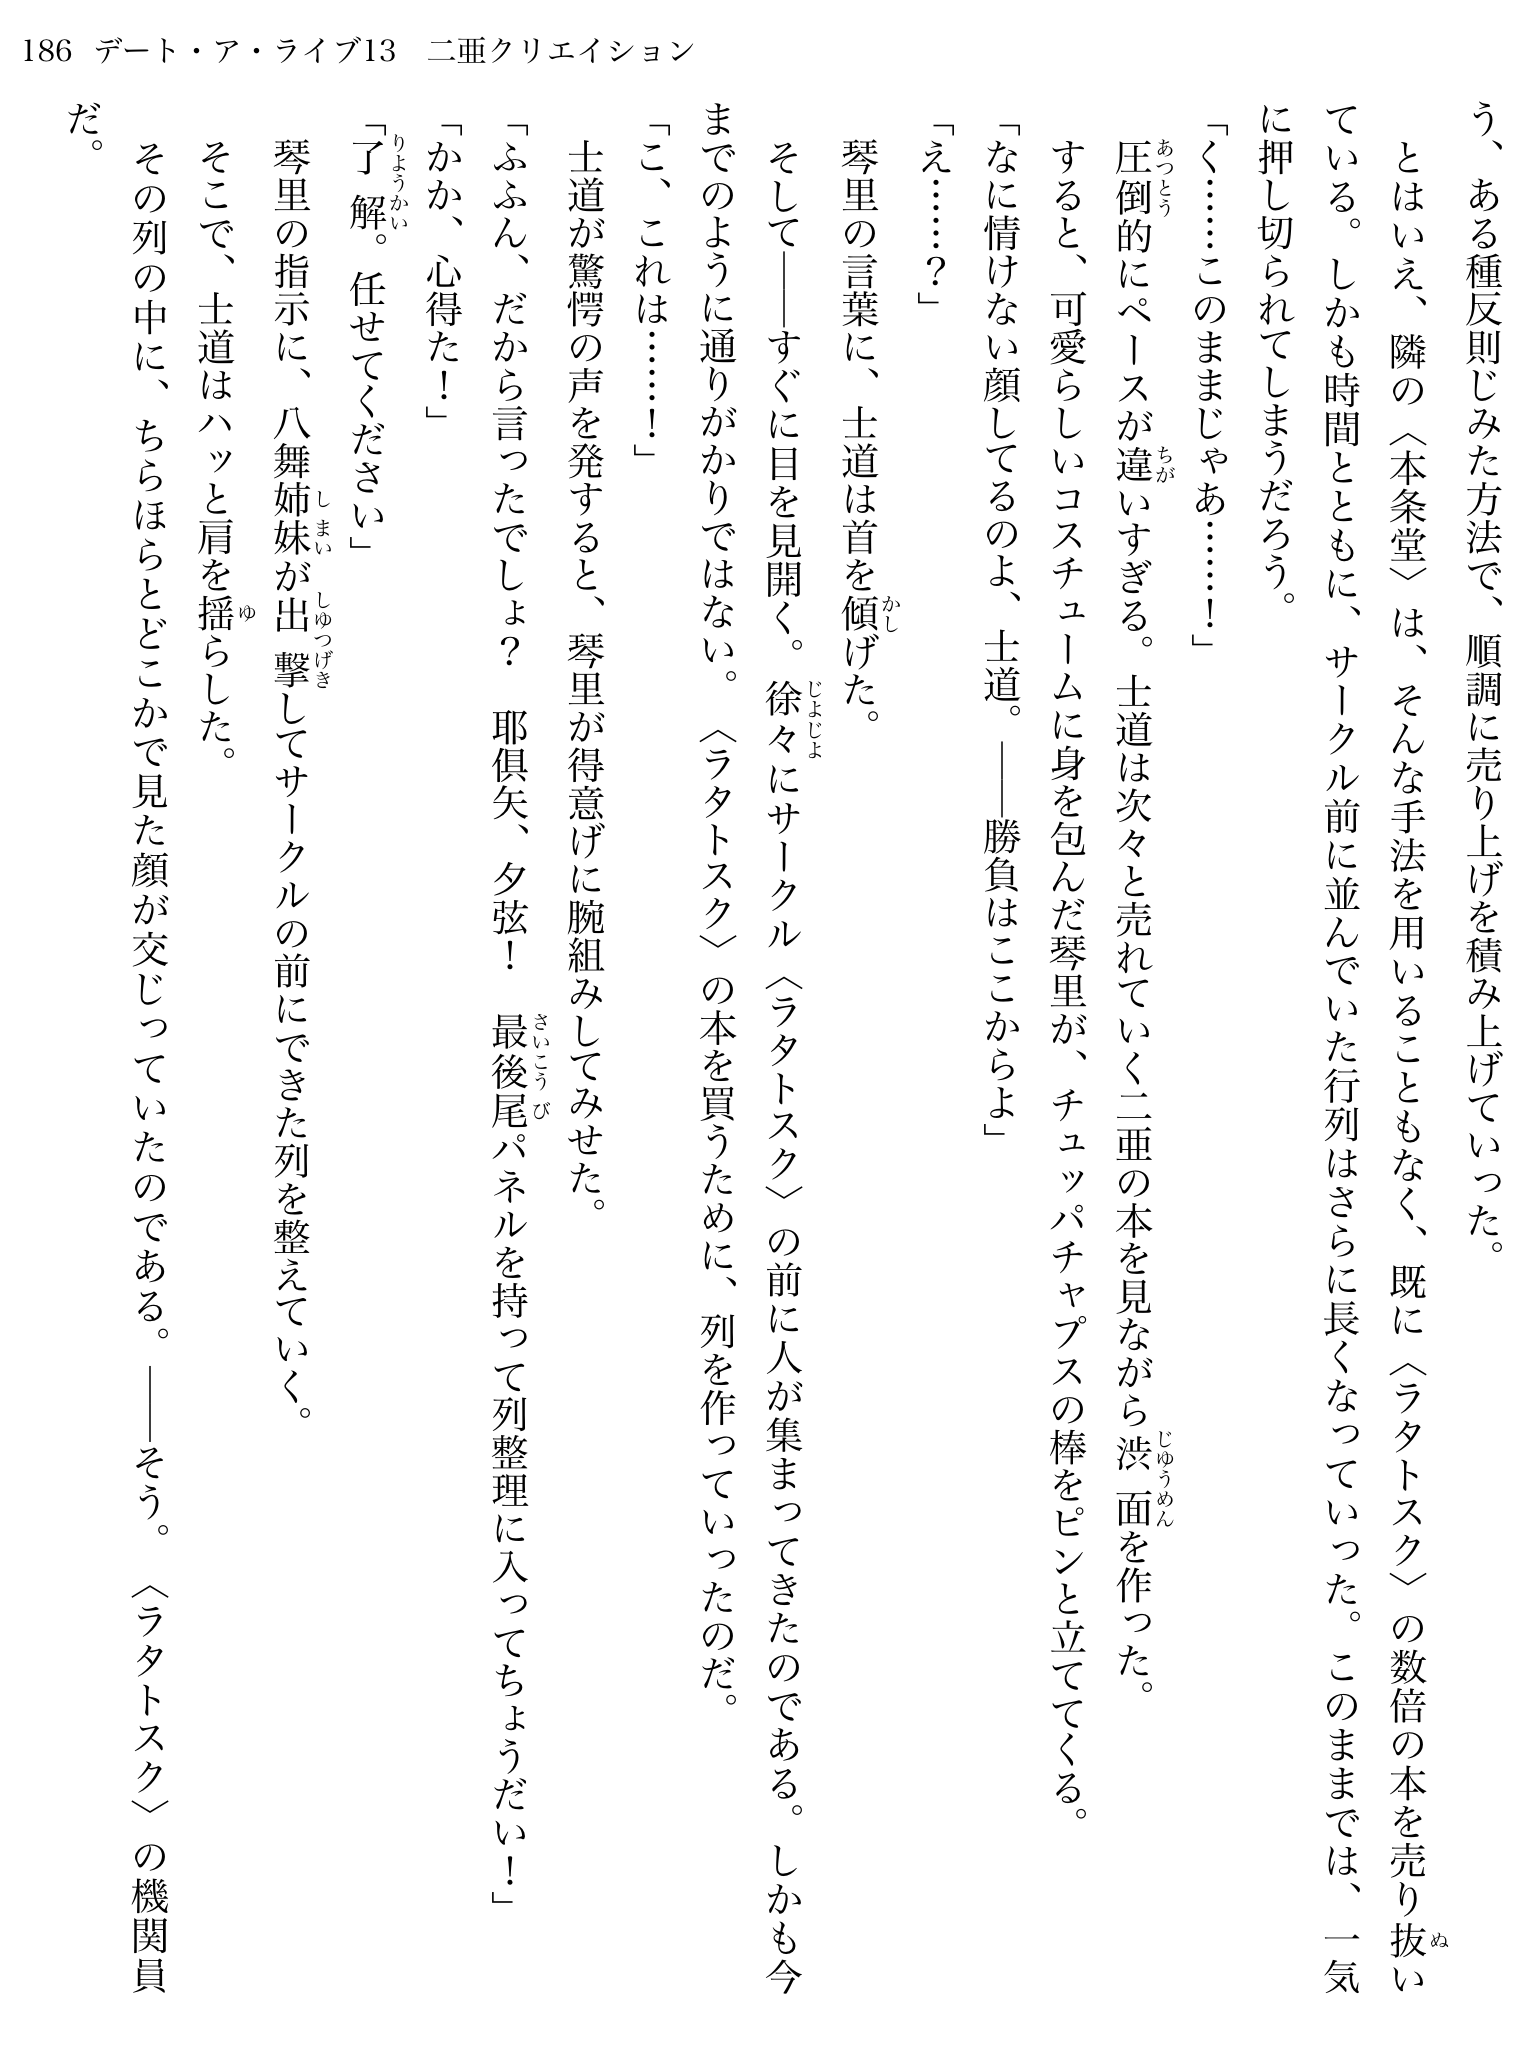 186 デート・ア・ライブ13　二亜クリエイション
う、ある種反則じみた方法で、順調に売り上げを積み上げていった。
とはいえ、隣の〈本条堂〉は、そんな手法を用いることもなく、既に〈ラタトスク〉の数倍の本を売り抜い
ている。しかも時間とともに、サークル前に並んでいた行列はさらに長くなっていった。このままでは、一気
に押し切られてしまうだろう。
「く……このままじゃあ……！」
圧倒的にペースが違いすぎる。士道は次々と売れていく二亜の本を見ながら渋面を作った。
すると、可愛らしいコスチュームに身を包んだ琴里が、チュッパチャプスの棒をピンと立ててくる。
「なに情けない顔してるのよ、士道。――勝負はここからよ」
「え……？」
琴里の言葉に、士道は首を傾げた。
そして――すぐに目を見開く。徐々にサークル〈ラタトスク〉の前に人が集まってきたのである。しかも今
までのように通りがかりではない。〈ラタトスク〉の本を買うために、列を作っていったのだ。
「こ、これは……！」
士道が驚愕の声を発すると、琴里が得意げに腕組みしてみせた。
「ふふん、だから言ったでしょ？　耶倶矢、夕弦！　最後尾パネルを持って列整理に入ってちょうだい！」
「かか、心得た！」
「了解。任せてください」
琴里の指示に、八舞姉妹が出撃してサークルの前にできた列を整えていく。
そこで、士道はハッと肩を揺らした。
その列の中に、ちらほらとどこかで見た顔が交じっていたのである。――そう。〈ラタトスク〉の機関員
だ。